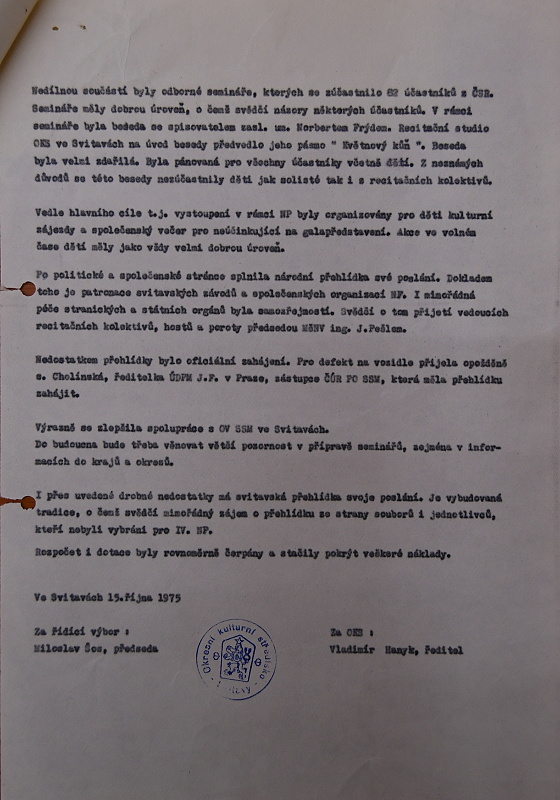 Nedílnou součástí byly odborné semináře, kterých se zúčastnilo 62 účastníků z ČSR.
Semináře měly dobrou úroveň, o čemž svědčí názory některých účastníků. V rámci
semináře byla beseda se spisovatelem zasl. um. Norbertem Frýdem. Recitační studio
OKS ve Svitavách na úvod besedy předvedlo jeho pásmo " Květnový kůň ". Beseda
byla velmi zdařilá. Byla pánovaná pro všechny účastníky včetně dětí. Z neznámých
důvodů se této besedy nezúčastnily děti jak solisté tak i s recitačních kolektivů.
Vedle hlavního cíle t.j. vystoupení v rámci NP byly organizovány pro děti kulturní
zájezdy a společenský večer pro neúčinkující na galapředstavení. Akce ve volném
čase dětí měly jako vždy velmi dobrou úroveň.
Po politické a společenské stránce splnila národní přehlídka své poslání. Dokladem
toho je patronace svitavských závodů a společenských organizací NF. I mimořádná
péče stranických a státních orgánů byla samozřejmostí. Svědčí o tom přijetí vedoucích
recitačních kolektivů, hostů a poroty předsedou MěNV ing. J.Pešlem.
Nedostatkem přehlídky bylo oficiální zahájení. Pro defekt na vozidle přijela opožděně
s. Cholínská, ředitelka ÚDPM J.F. v Praze, zástupce ČÚR PO SSM, která měla přehlídku
zahájit.
Výrazně se zlepšila spolupráce s OV SSM ve Svitavách.
Do budoucna bude třeba věnovat větší pozornost v přípravě seminářů, zejména v infor-
macích do krajů a okresů.
I přes uvedené drobné nedostatky má svitavská přehlídka svoje poslání. Je vybudovaná
tradice, o čemž svědčí mimořádný zájem o přehlídku ze strany souborů i jednotlivců,
kteří nebyli vybráni pro IV. NP.
Rozpočet i dotace byly rovnoměrně čerpány a stačily pokrýt veškeré náklady.
Ve Svitavách 15.října 1975
Za řídící výbor :
Za OKS :
Miloslav Šos, předseda
Vladimír Hanyk, ředitel
Okresní kulturní středisko